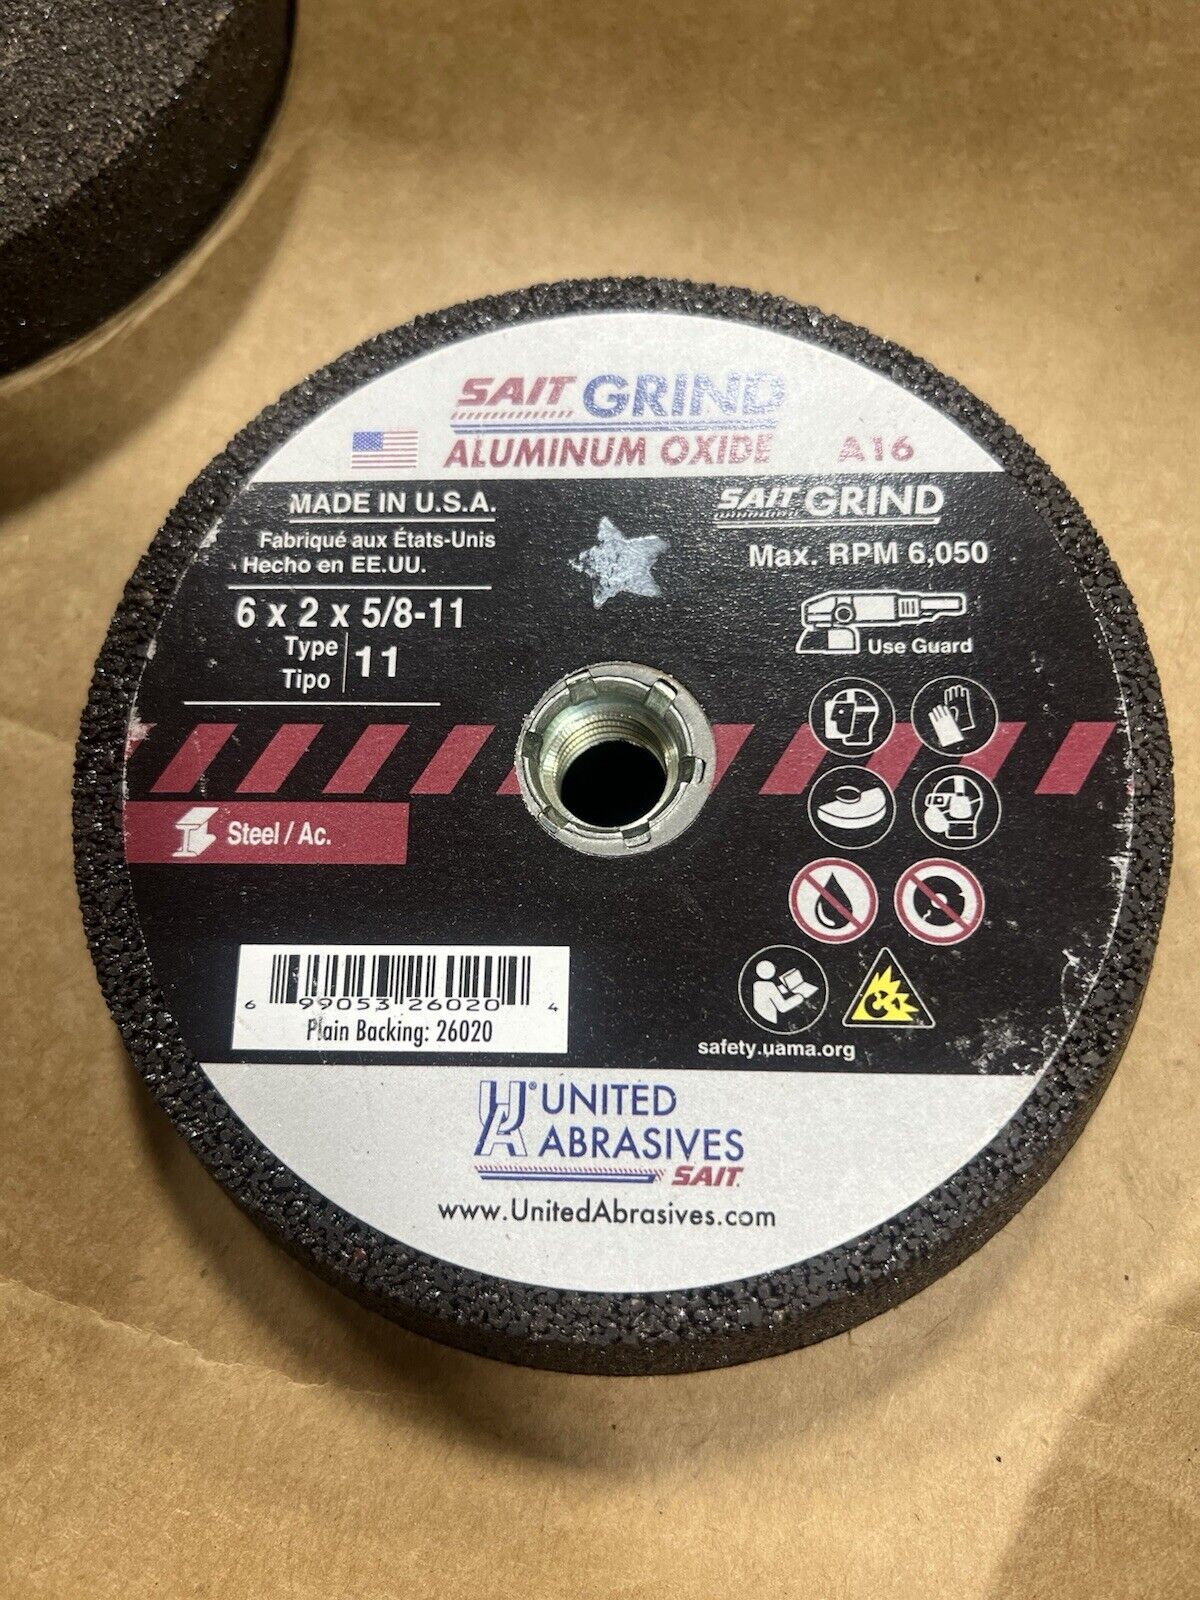 SAIT GRIND
ALUMINUM OXIDE A16
MADE IN U.S.A.
Fabriqué aux États-Unis
Hecho en EE.UU.
6 x 2 x 5/8-11
Type
Tipo
11
SAIT GRIND
Max. RPM 6,050
Use Guard
Steel / Ac.
6 99053 26020 4
Plain Backing: 26020
safety.uama.org
UA® UNITED
ABRASIVES
SAIT.
www.UnitedAbrasives.com